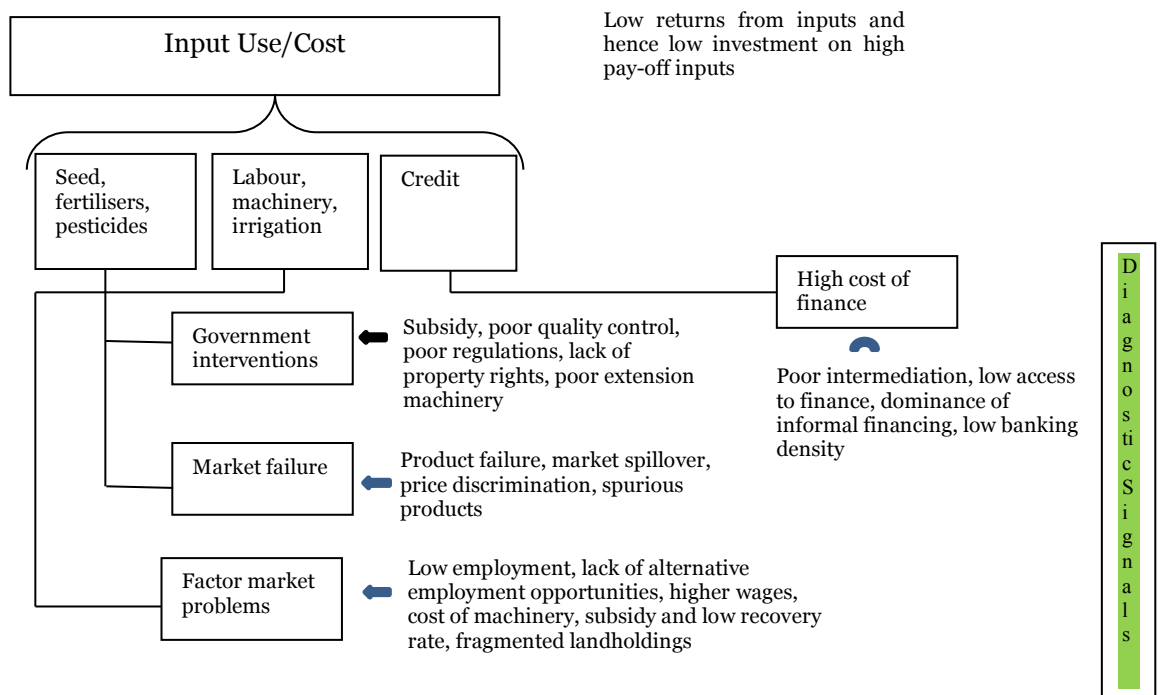 Input Use/Cost
Low returns from inputs and
hence low investment on high
pay-off inputs
Seed,
fertilisers,
pesticides
Labour,
machinery,
irrigation
Credit
High cost of
finance
Government
interventions
Subsidy, poor quality control,
poor regulations, lack of
property rights, poor extension
machinery
Poor intermediation, low access
to finance, dominance of
informal financing, low banking
density
Market failure
Product failure, market spillover,
price discrimination, spurious
products
Factor market
problems
Low employment, lack of alternative
employment opportunities, higher wages,
cost of machinery, subsidy and low recovery
rate, fragmented landholdings
D
i
a
g
n
o
s
ti
c
S
i
g
n
a
l
s